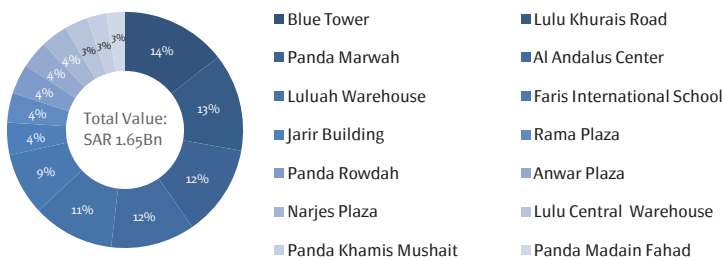 14%
13%
12%
12%
11%
9%
4%
4%
4%
4%
4%
3%
3%
3%
Total Value:
SAR 1.65Bn
Blue Tower
Lulu Khurais Road
Panda Marwah
Al Andalus Center
Luluah Warehouse
Faris International School
Jarir Building
Rama Plaza
Panda Rowdah
Anwar Plaza
Narjes Plaza
Lulu Central Warehouse
Panda Khamis Mushait
Panda Madain Fahad